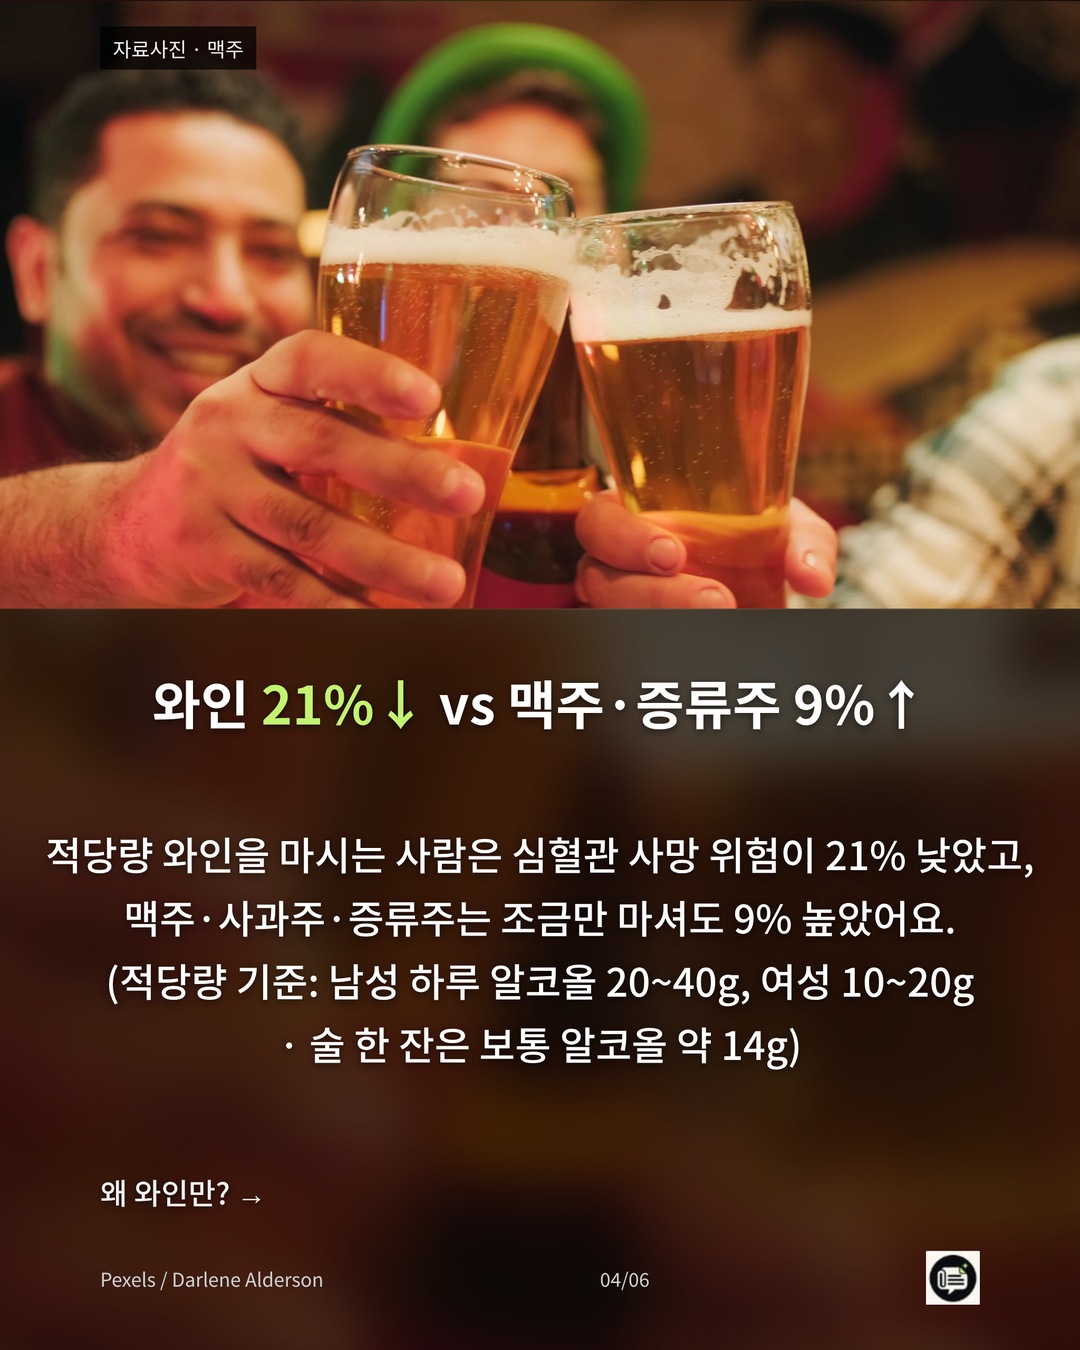 자료사진 · 맥주
와인 21%↓ vs 맥주·증류주 9%↑
적당량 와인을 마시는 사람은 심혈관 사망 위험이 21% 낮았고,
맥주·사과주·증류주는 조금만 마셔도 9% 높았어요.
(적당량 기준: 남성 하루 알코올 20~40g, 여성 10~20g
· 술 한 잔은 보통 알코올 약 14g)
왜 와인만? →
Pexels / Darlene Alderson
04/06